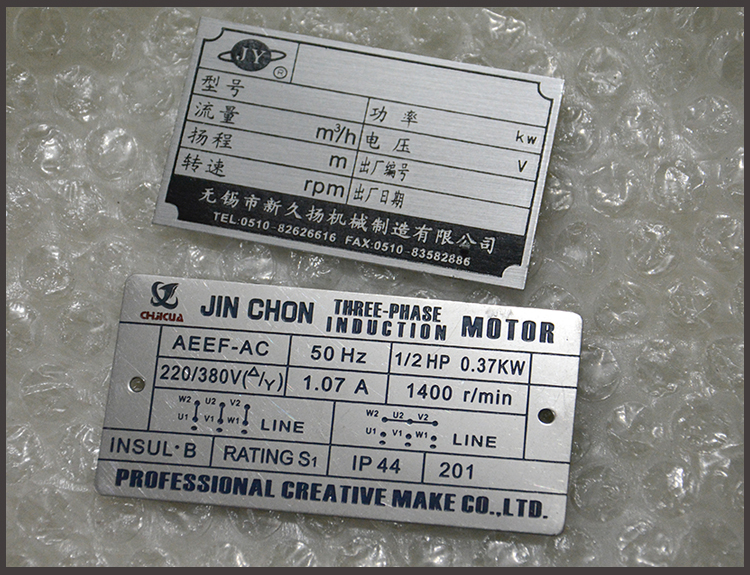 JY ®
型号
流量 m³/h 功率 kw
扬程 m 电压 V
转速 rpm 出厂编号
出厂日期
无锡市新久扬机械制造有限公司
TEL:0510-82626616 FAX:0510-83582886
CHJICUA JIN CHON THREE-PHASE INDUCTION MOTOR
AEEF-AC 50 Hz 1/2 HP 0.37KW
220/380V(△/Y) 1.07 A 1400 r/min
W2 U2 V2 W2 U2 V2
U1 V1 W1 LINE U1 V1 W1 LINE
INSUL·B RATING S1 IP 44 201
PROFESSIONAL CREATIVE MAKE CO.,LTD.